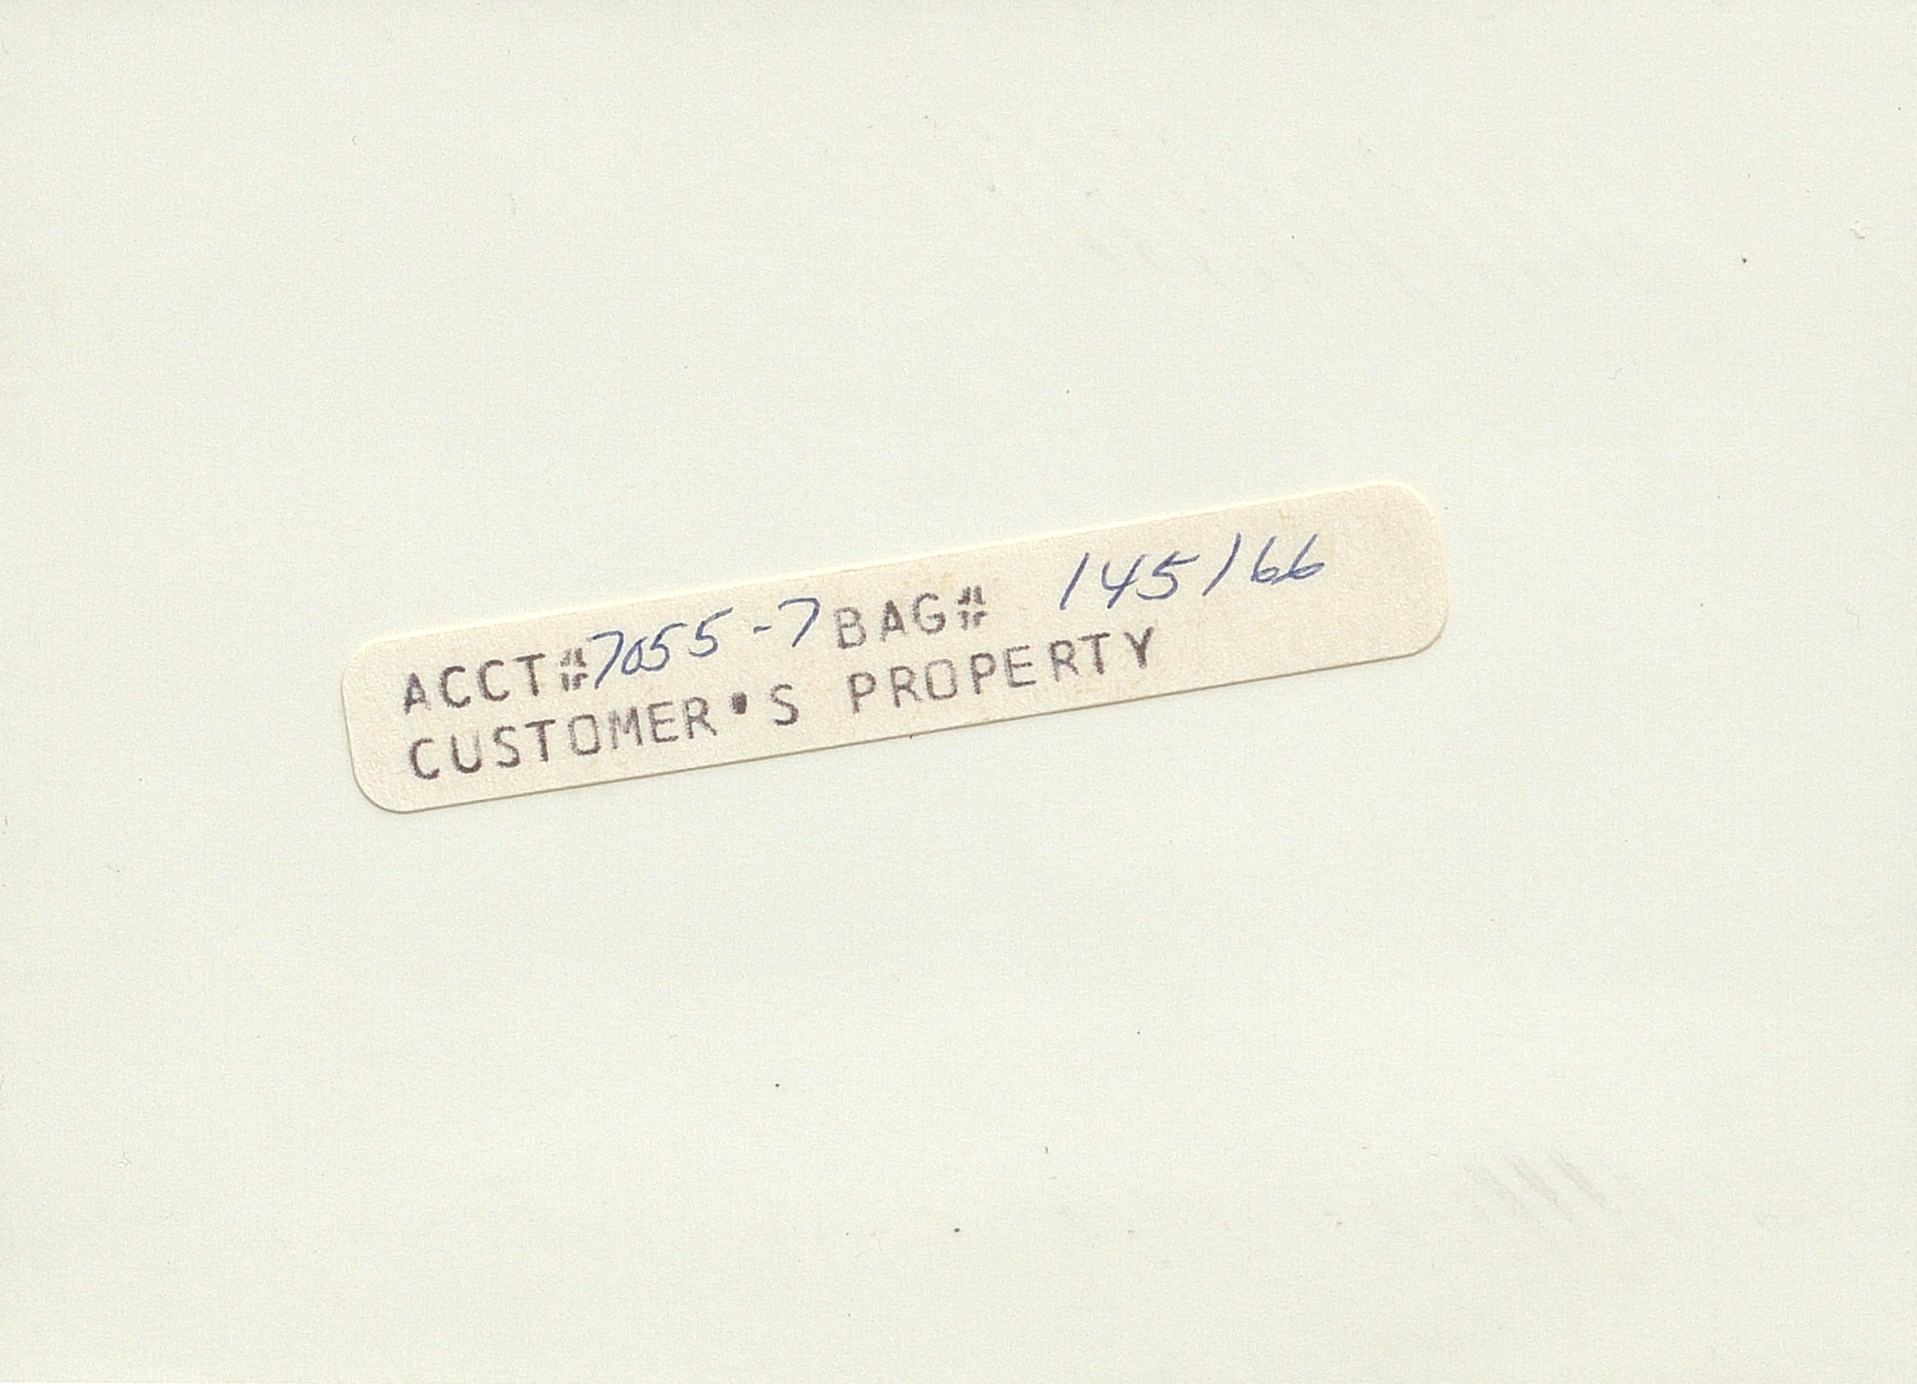 ACCT#7055-7 BAG# 145166
CUSTOMER'S PROPERTY